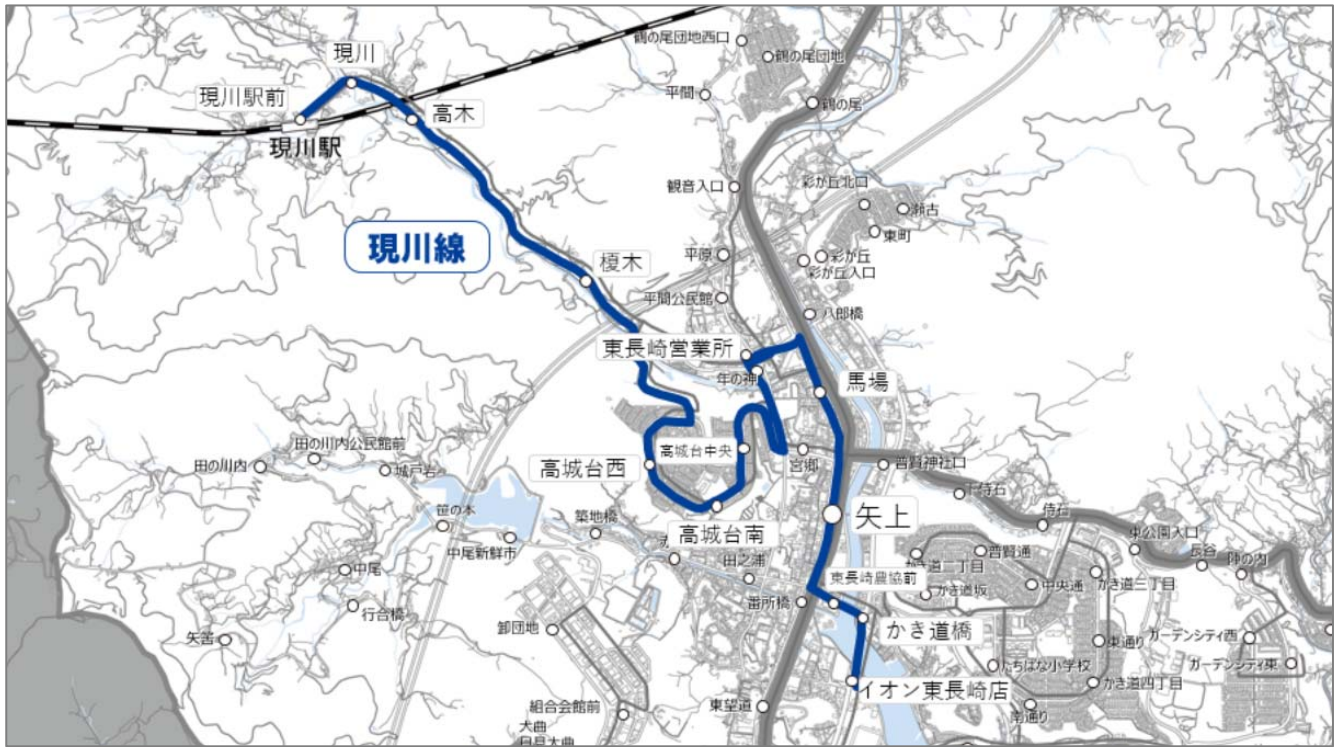 鶴の尾団地西口
鶴の尾団地
現川
現川駅前
平間
鶴の尾
高木
現川駅
観音入口
彩が丘北口
瀬古
東町
現川線
平原
彩が丘
彩が丘入口
榎木
平間公民館
八郎橋
東長崎営業所
年の神
馬場
田の川内公民館前
田の川内
城戸岩
高城台西
高城台中央
宮郷
普賢神社口
下侍石
侍石
笹の本
中尾新鮮市
築地橋
高城台南
矢上
東公園入口
長谷
陣の内
中尾
田之浦
東長崎農協前
かき道二丁目
普賢通
かき道坂
中央通
かき道三丁目
行合橋
番所橋
矢筈
卸団地
かき道橋
東通り
ガーデンシティ西
たちばな小学校
ガーデンシティ東
イオン東長崎店
かき道四丁目
組合会館前
東望道
南通り
犬曲
日見大曲